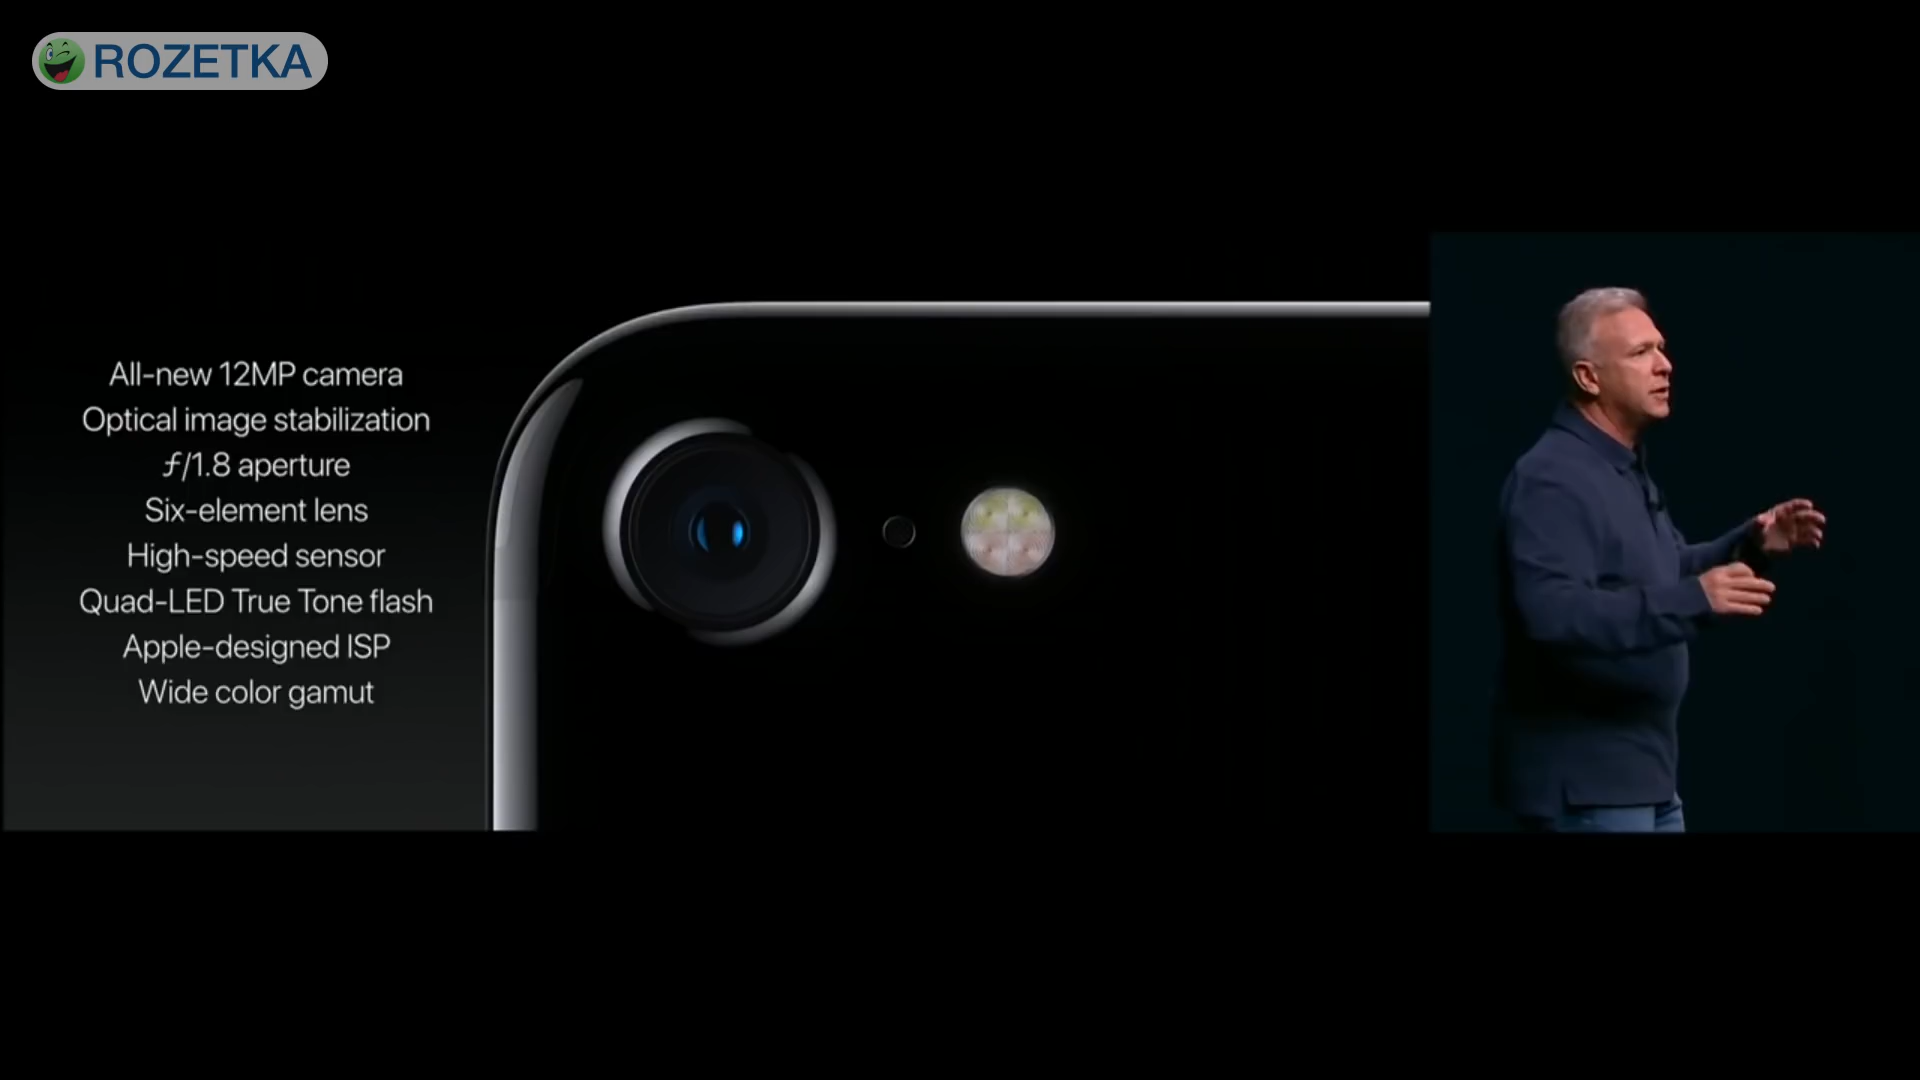 ROZETKA
All-new 12MP camera
Optical image stabilization
ƒ/1.8 aperture
Six-element lens
High-speed sensor
Quad-LED True Tone flash
Apple-designed ISP
Wide color gamut